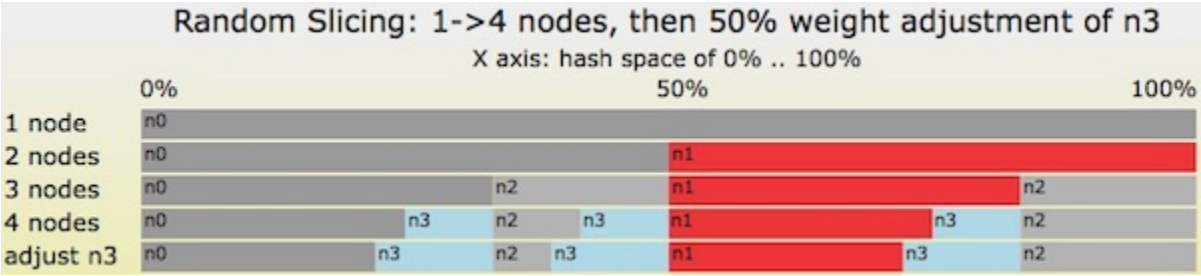 Random Slicing: 1->4 nodes, then 50% weight adjustment of n3
X axis: hash space of 0% .. 100%
0% 50% 100%
1 node n0
2 nodes n0 n1
3 nodes n0 n2 n1 n2
4 nodes n0 n3 n2 n3 n1 n3 n2
adjust n3 n0 n3 n2 n3 n1 n3 n2